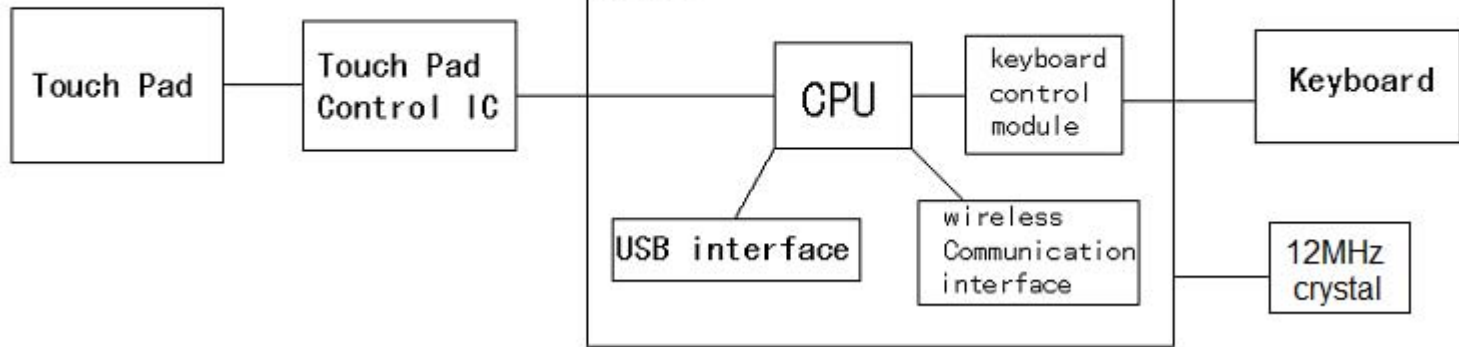 Touch Pad
Touch Pad
Control IC
CPU
keyboard
control
module
Keyboard
USB interface
wireless
Communication
interface
12MHz
crystal